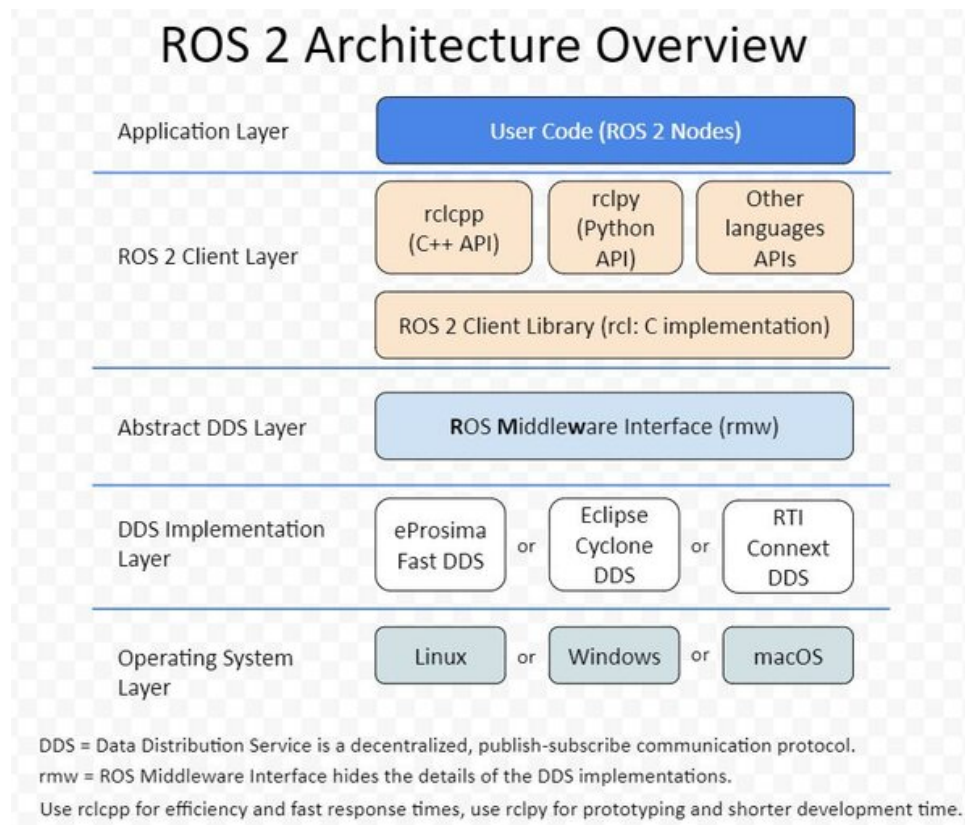 ROS 2 Architecture Overview
Application Layer
User Code (ROS 2 Nodes)
ROS 2 Client Layer
rclcpp
(C++ API)
rclpy
(Python
API)
Other
languages
APIs
ROS 2 Client Library (rcl: C implementation)
Abstract DDS Layer
ROS Middleware Interface (rmw)
DDS Implementation
Layer
eProsima
Fast DDS
or
Eclipse
Cyclone
DDS
or
RTI
Connext
DDS
Operating System
Layer
Linux
or
Windows
or
macOS
DDS = Data Distribution Service is a decentralized, publish-subscribe communication protocol.
rmw = ROS Middleware Interface hides the details of the DDS implementations.
Use rclcpp for efficiency and fast response times, use rclpy for prototyping and shorter development time.